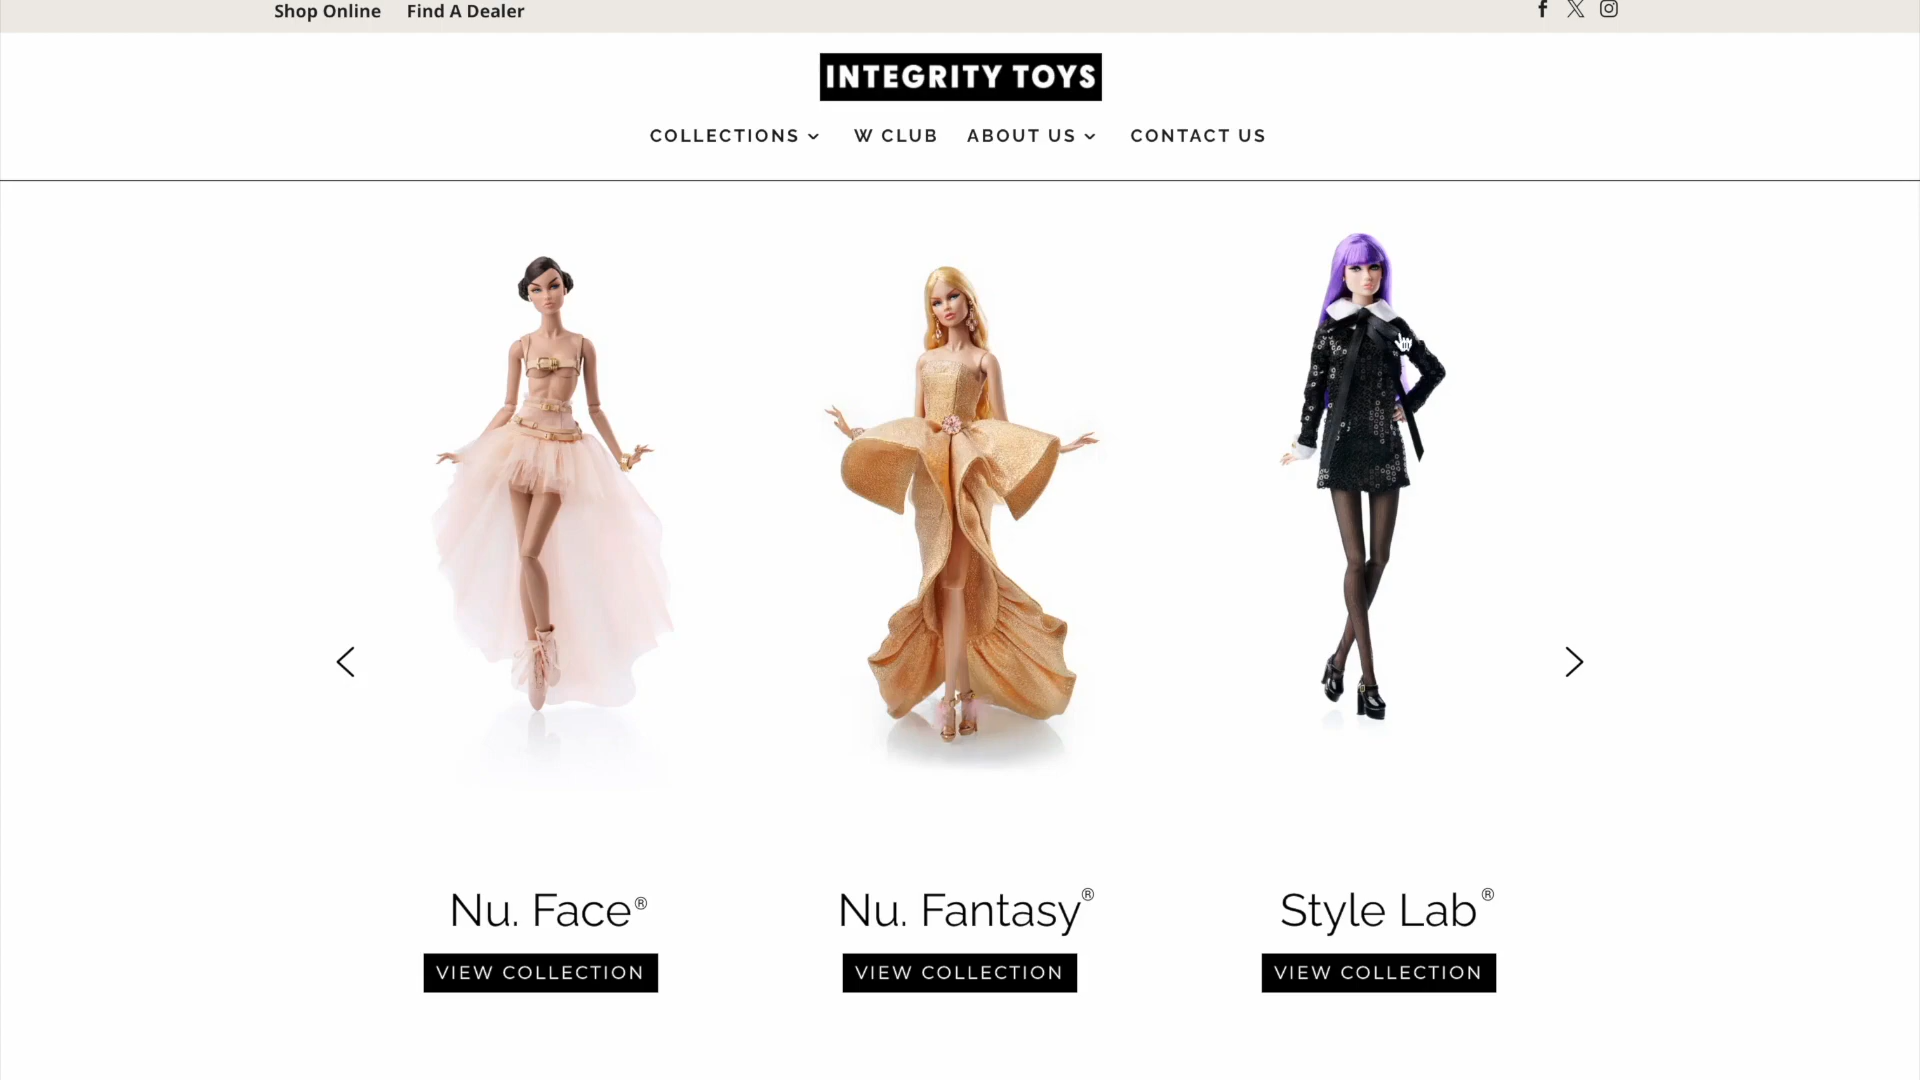 Shop Online Find A Dealer
INTEGRITY TOYS
COLLECTIONS W CLUB ABOUT US CONTACT US
Nu. Face® Nu. Fantasy® Style Lab®
VIEW COLLECTION VIEW COLLECTION VIEW COLLECTION